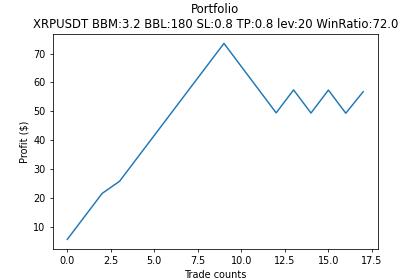 Portfolio
XRPUSDT BBM:3.2 BBL:180 SL:0.8 TP:0.8 lev:20 WinRatio:72.0
70
60
50
40
30
20
10
Profit ($)
0.0 2.5 5.0 7.5 10.0 12.5 15.0 17.5
Trade counts